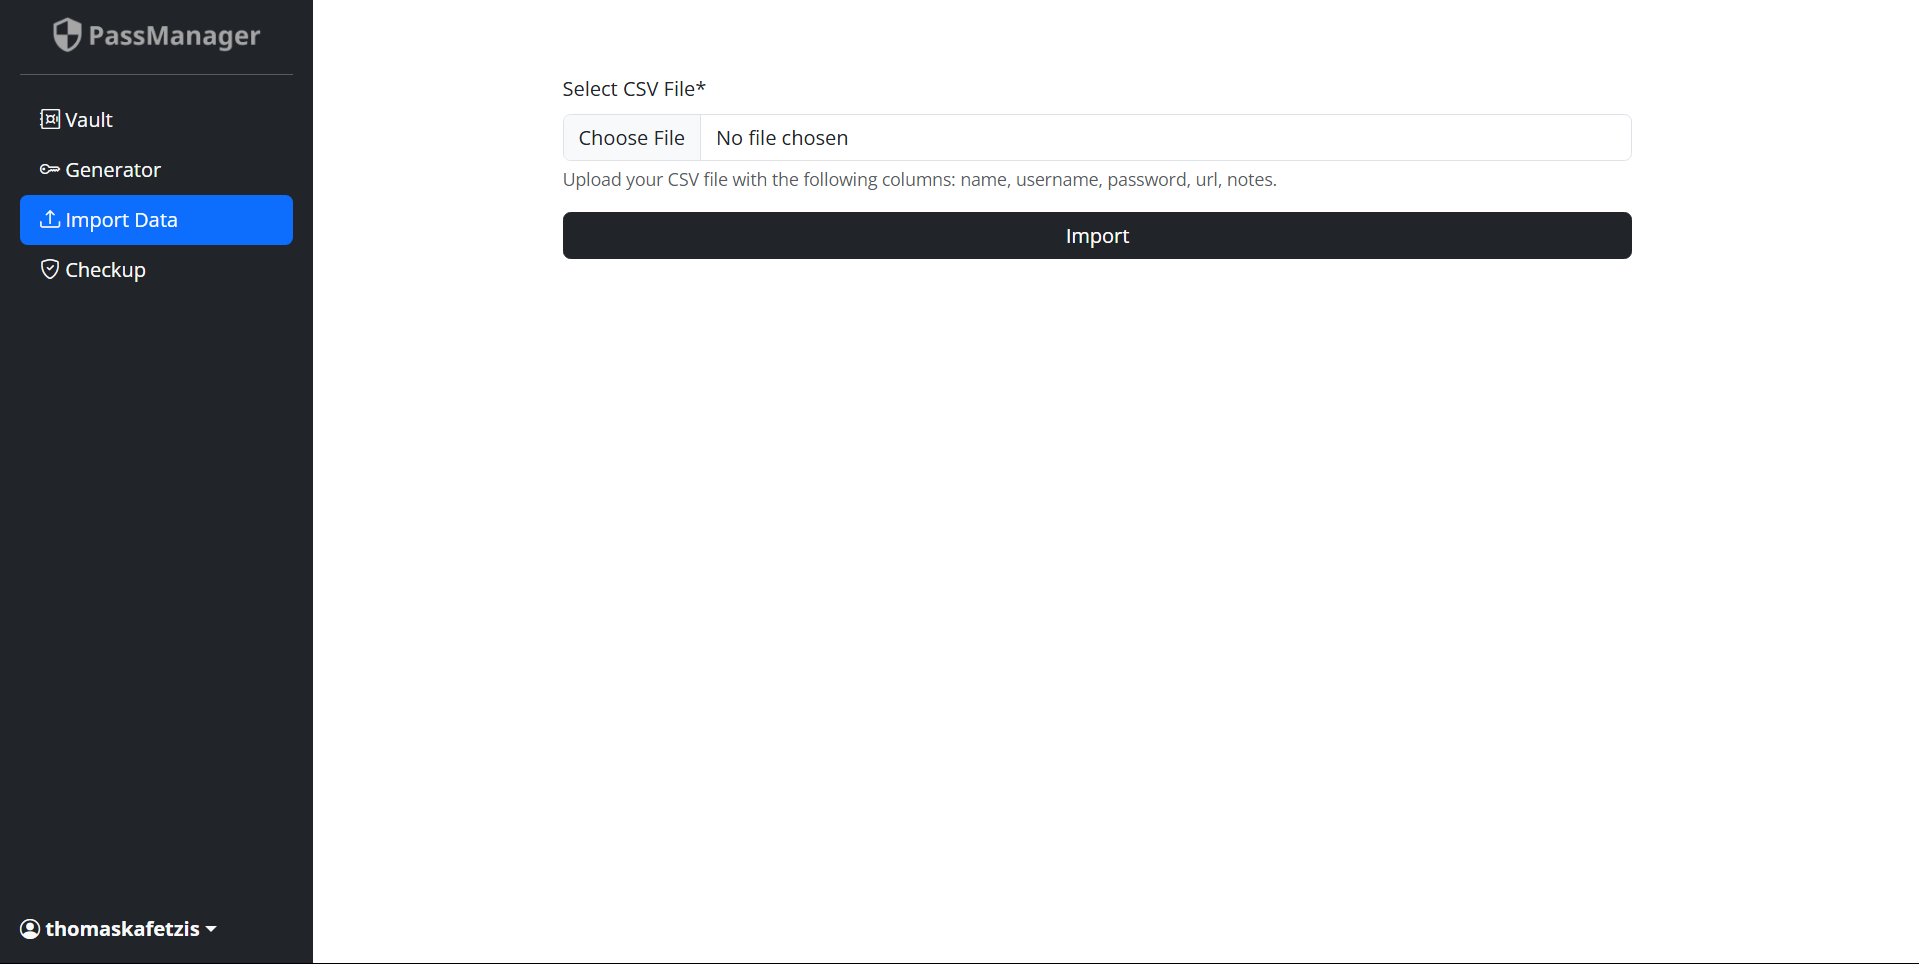 PassManager
Vault
Generator
Import Data
Checkup
thomaskafetzis
Select CSV File*
Choose File No file chosen
Upload your CSV file with the following columns: name, username, password, url, notes.
Import